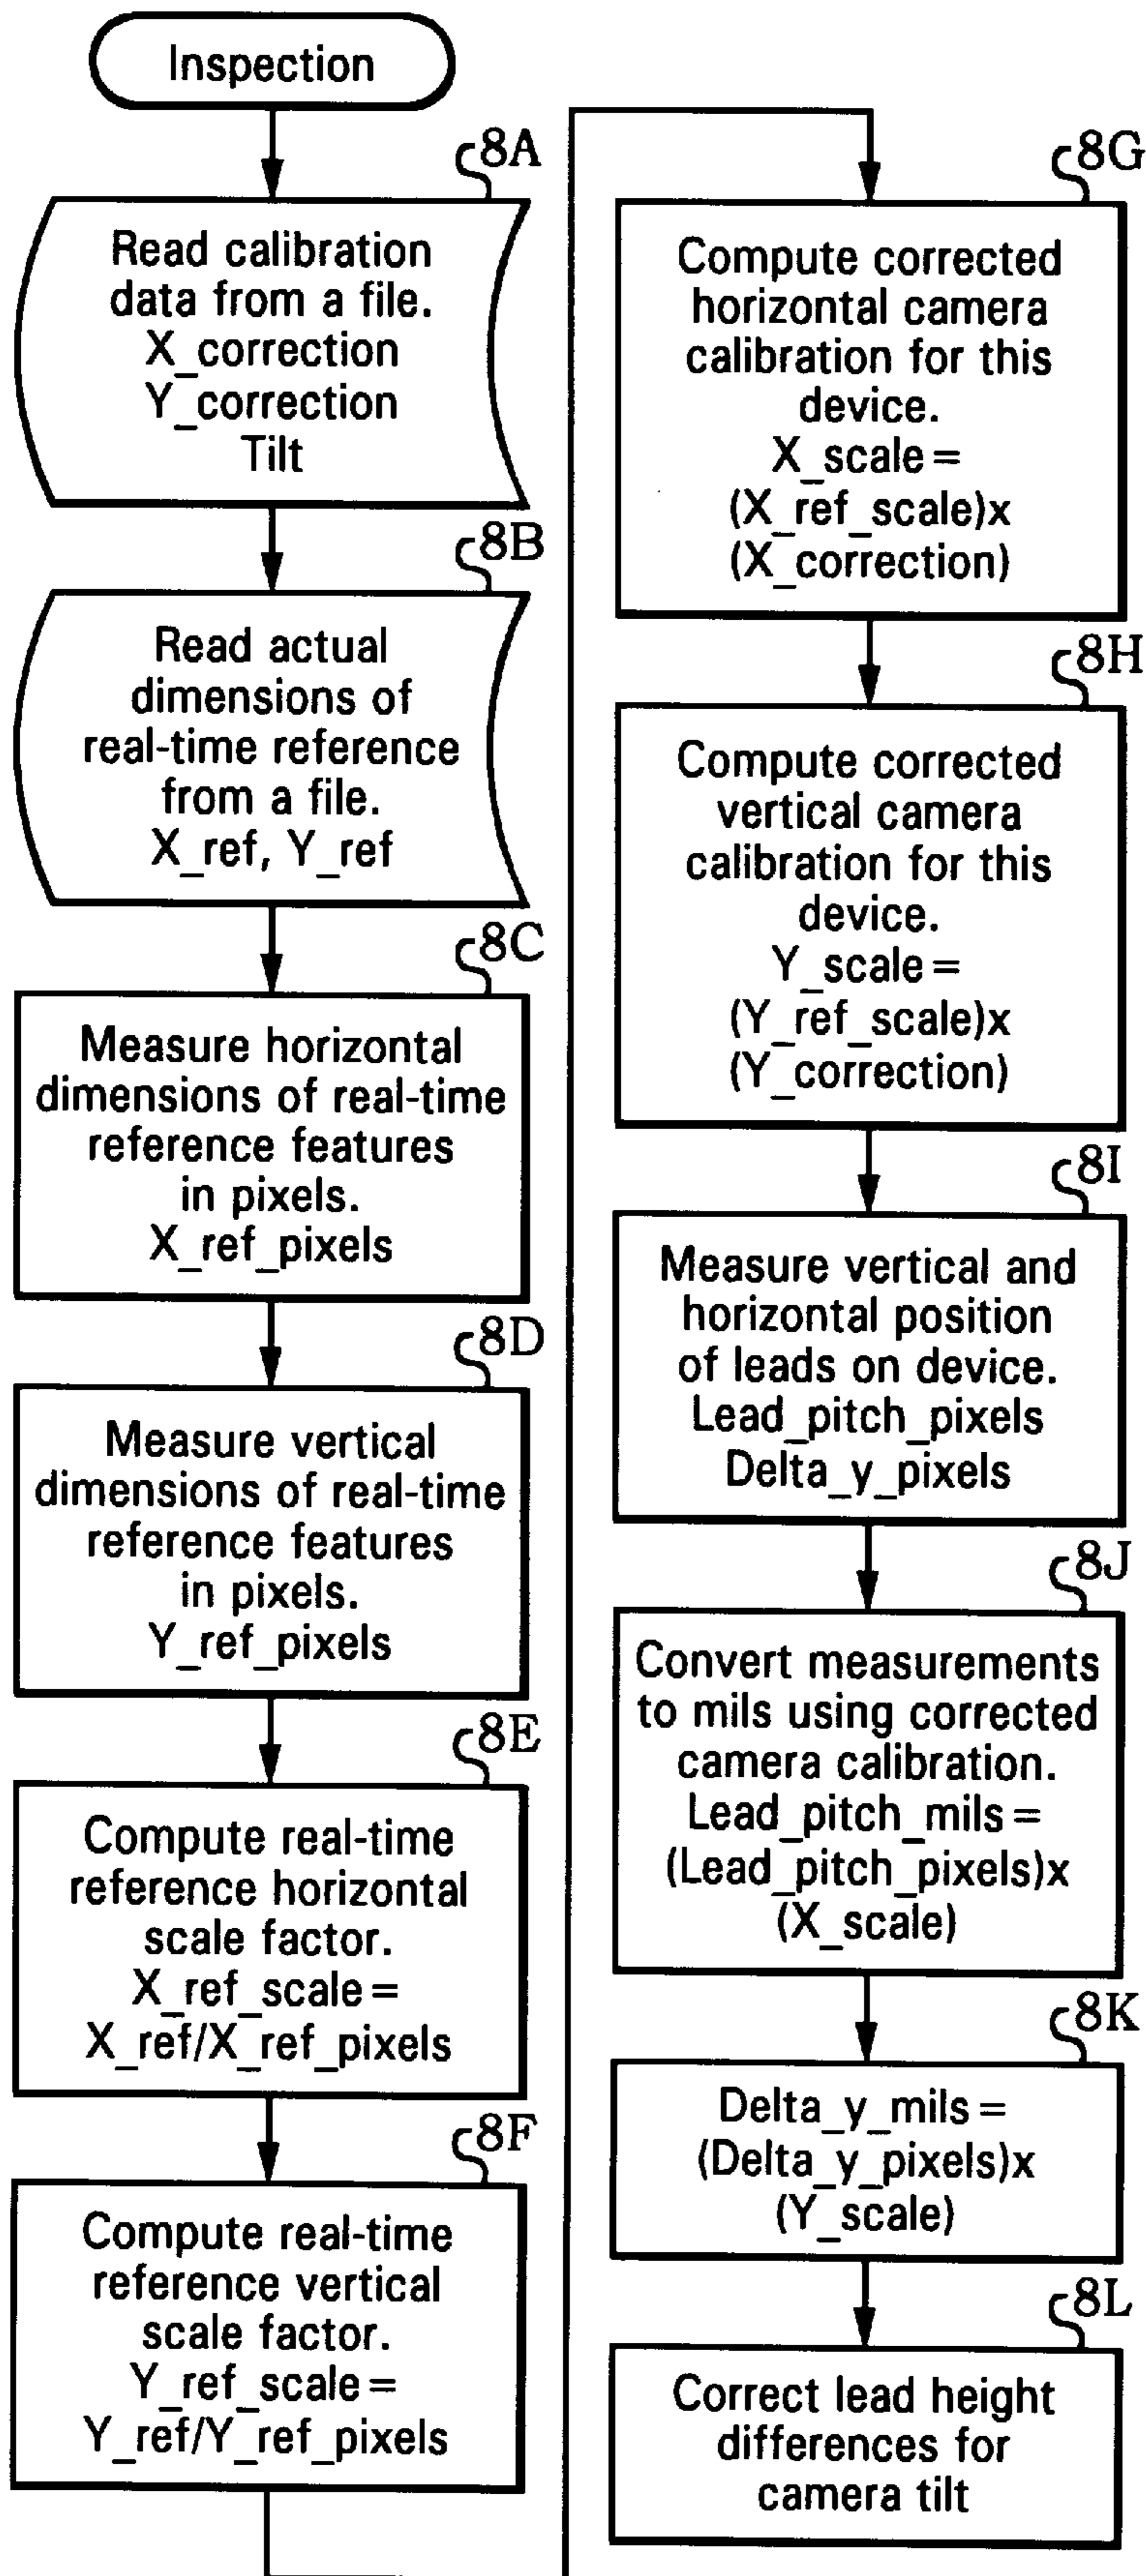 Inspection
8A
Read calibration
data from a file.
X_correction
Y_correction
Tilt
8B
Read actual
dimensions of
real-time reference
from a file.
X_ref, Y_ref
8C
Measure horizontal
dimensions of real-time
reference features
in pixels.
X_ref_pixels
8D
Measure vertical
dimensions of real-time
reference features
in pixels.
Y_ref_pixels
8E
Compute real-time
reference horizontal
scale factor.
X_ref_scale =
X_ref/X_ref_pixels
8F
Compute real-time
reference vertical
scale factor.
Y_ref_scale =
Y_ref/Y_ref_pixels
8G
Compute corrected
horizontal camera
calibration for this
device.
X_scale =
(X_ref_scale)x
(X_correction)
8H
Compute corrected
vertical camera
calibration for this
device.
Y_scale =
(Y_ref_scale)x
(Y_correction)
8I
Measure vertical and
horizontal position
of leads on device.
Lead_pitch_pixels
Delta_y_pixels
8J
Convert measurements
to mils using corrected
camera calibration.
Lead_pitch_mils =
(Lead_pitch_pixels)x
(X_scale)
8K
Delta_y_mils =
(Delta_y_pixels)x
(Y_scale)
8L
Correct lead height
differences for
camera tilt